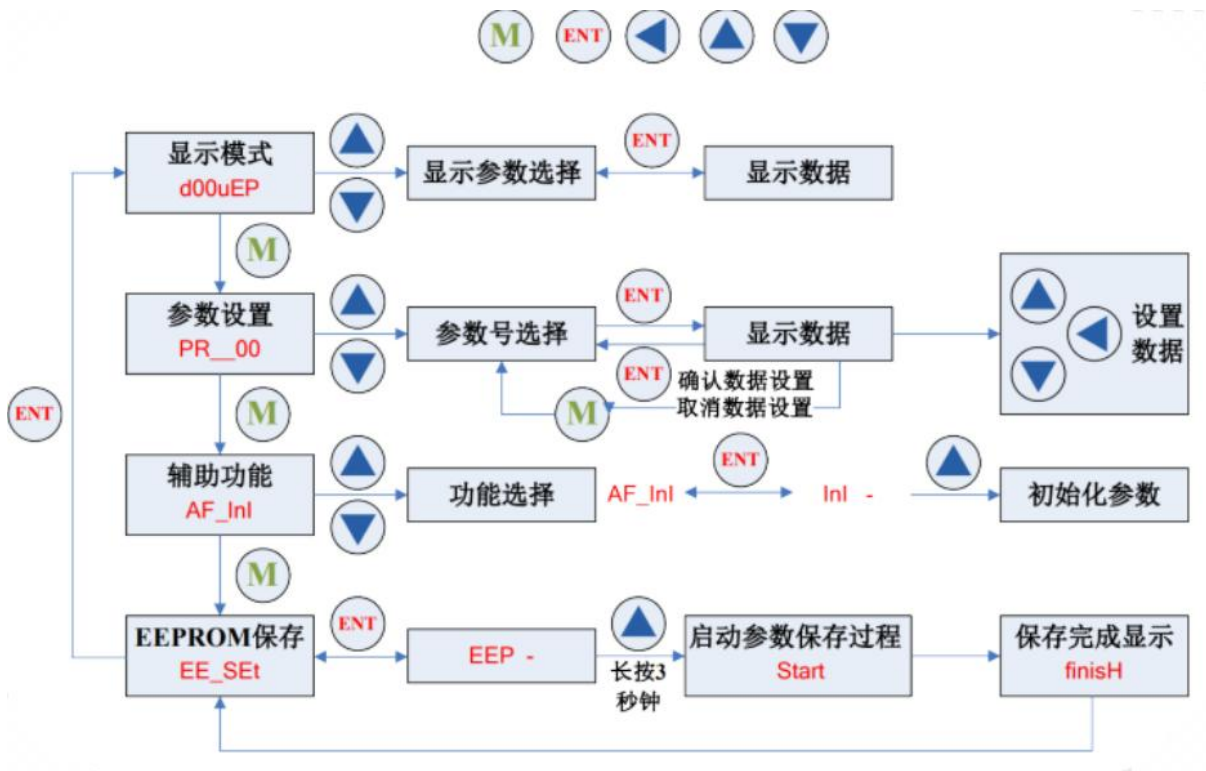 M ENT
显示模式
d00uEP
显示参数选择
ENT
显示数据
M
参数设置
PR__00
参数号选择
ENT
显示数据
设置
数据
ENT
确认数据设置
取消数据设置
M
ENT
M
辅助功能
AF_InI
功能选择
AF_InI
ENT
InI -
初始化参数
M
EEPROM保存
EE_SEt
ENT
EEP -
长按3
秒钟
启动参数保存过程
Start
保存完成显示
finisH